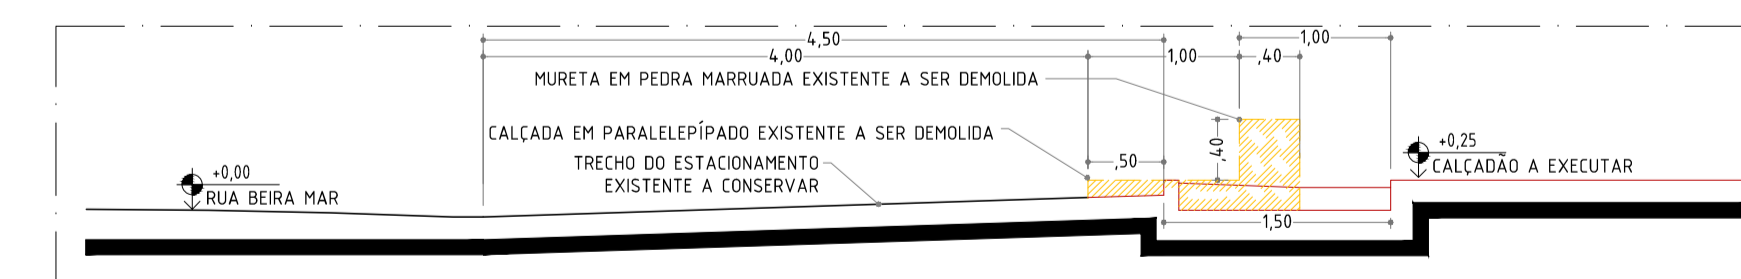 4,50
1,00
4,00
1,00
,40
MURETA EM PEDRA MARRUADA EXISTENTE A SER DEMOLIDA
CALÇADA EM PARALELEPÍPADO EXISTENTE A SER DEMOLIDA
,50
,40
+0,25
TRECHO DO ESTACIONAMENTO
CALÇADÃO A EXECUTAR
+0,00
EXISTENTE A CONSERVAR
RUA BEIRA MAR
1,50